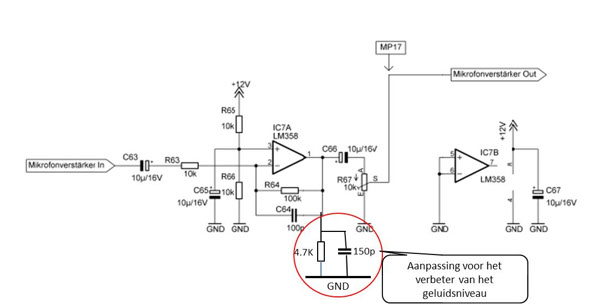 MP17
Mikrofonverstärker Out
+12V
R65
10k
IC7A
LM358
3
2
1
C66
10µ/16V
+12V
IC7B
5
6
7
LM358
8
4
C67
10µ/16V
GND
Mikrofonverstärker In
C63
10µ/16V
R63
10k
C65
10µ/16V
GND
R66
10k
GND
R64
100k
C64
100p
R67
10k
A
S
E
GND
GND
4.7K
150p
GND
Aanpassing voor het
verbeter van het
geluidsniveau